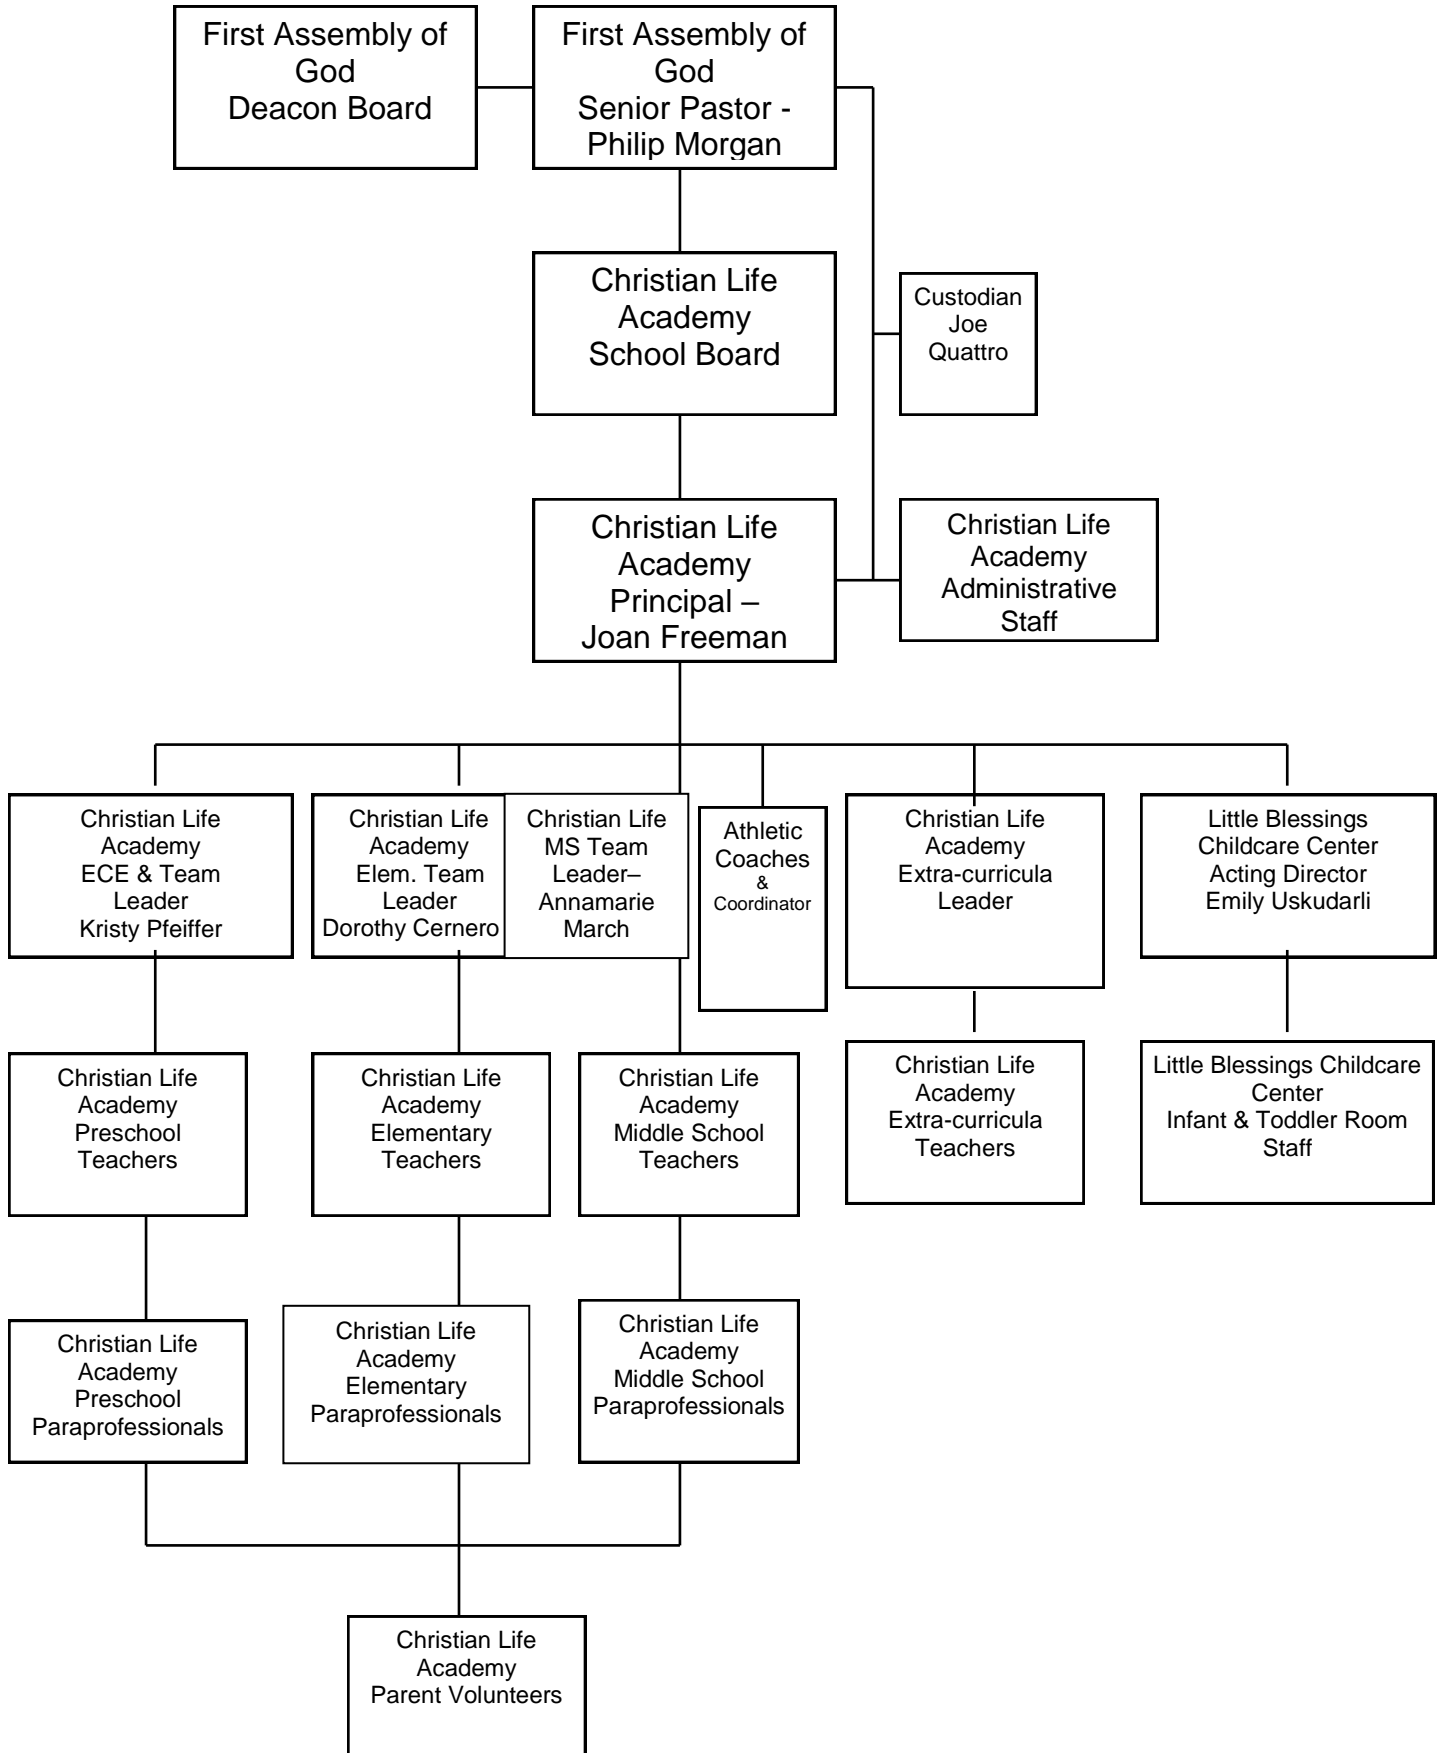 First Assembly of
God
Deacon Board
First Assembly of
God
Senior Pastor -
Philip Morgan
Christian Life
Academy
School Board
Custodian
Joe
Quattro
Christian Life
Academy
Principal –
Joan Freeman
Christian Life
Academy
Administrative
Staff
Christian Life
Academy
ECE & Team
Leader
Kristy Pfeiffer
Christian Life
Academy
Elem. Team
Leader
Dorothy Cernero
Christian Life
MS Team
Leader–
Annamarie
March
Athletic
Coaches
&
Coordinator
Christian Life
Academy
Extra-curricula
Leader
Little Blessings
Childcare Center
Acting Director
Emily Uskudarli
Christian Life
Academy
Preschool
Teachers
Christian Life
Academy
Elementary
Teachers
Christian Life
Academy
Middle School
Teachers
Christian Life
Academy
Extra-curricula
Teachers
Little Blessings Childcare
Center
Infant & Toddler Room
Staff
Christian Life
Academy
Preschool
Paraprofessionals
Christian Life
Academy
Elementary
Paraprofessionals
Christian Life
Academy
Middle School
Paraprofessionals
Christian Life
Academy
Parent Volunteers